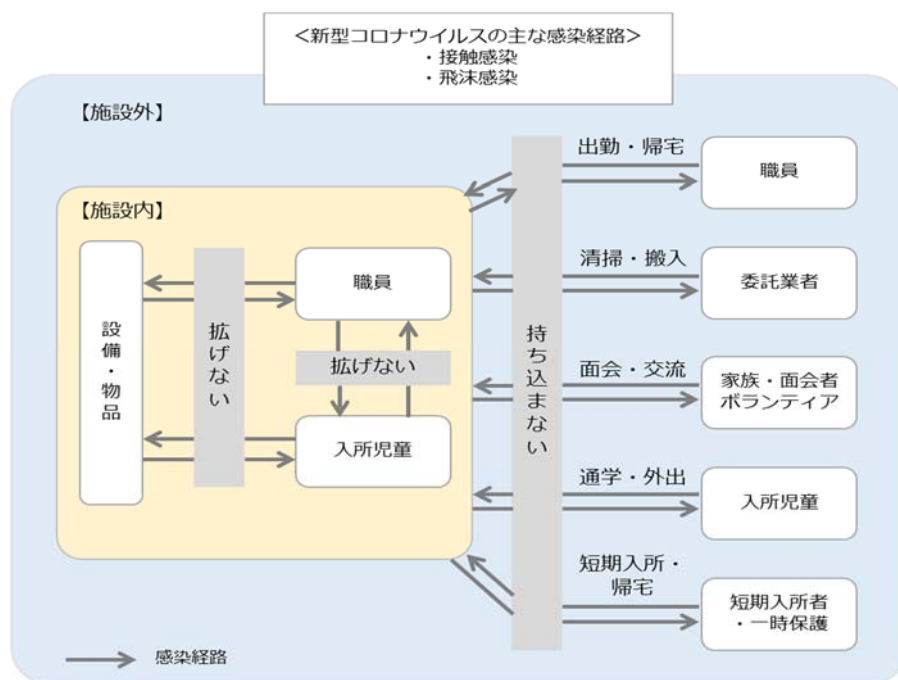 <新型コロナウイルスの主な感染経路>
・接触感染
・飛沫感染
【施設外】
【施設内】
設備・物品
拡げない
職員
拡げない
入所児童
持ち込まない
出勤・帰宅
職員
清掃・搬入
委託業者
面会・交流
家族・面会者
ボランティア
通学・外出
入所児童
短期入所・
帰宅
短期入所者
・一時保護
感染経路